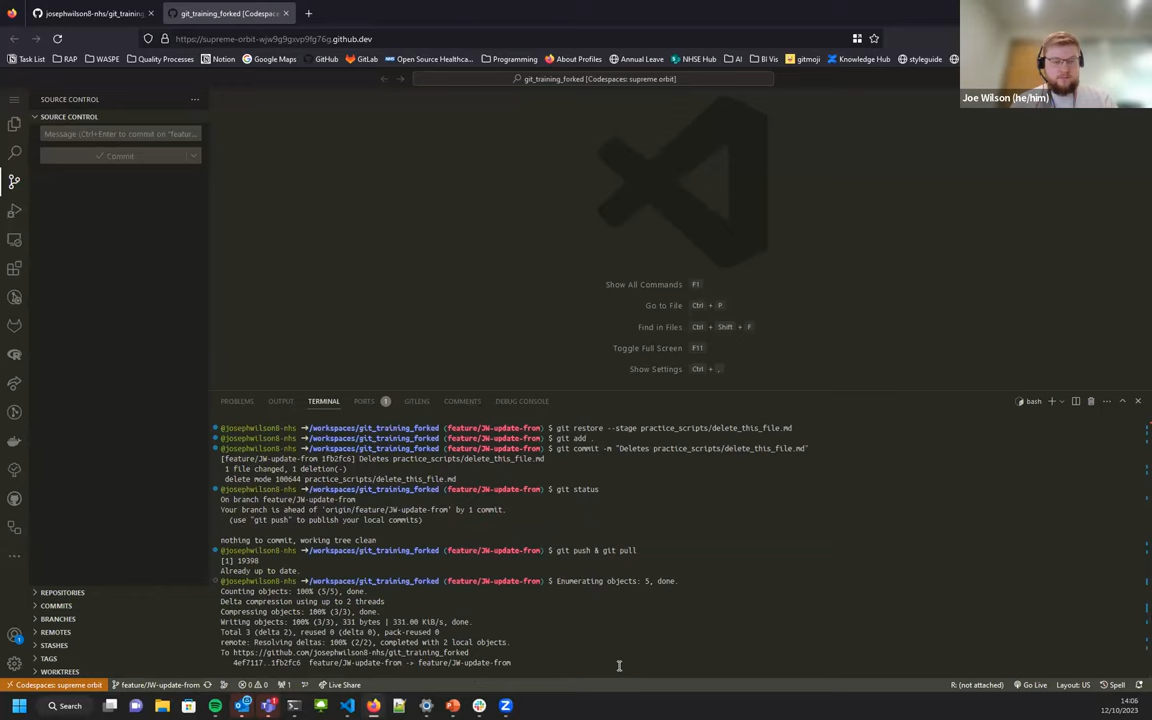 josephwilson8-nhs/git_training
git_training_forked [Codespace
https://supreme-orbit-wjw9g9gxvp9fg76g.github.dev
Task List
RAP
WASPE
Quality Processes
Notion
Google Maps
GitHub
GitLab
Open Source Healthca...
Programming
About Profiles
Annual Leave
NHSE Hub
AI
BI Vis
gitmoji
Knowledge Hub
styleguide
Joe Wilson (he/him)
git_training_forked [Codespaces: supreme orbit]
SOURCE CONTROL
SOURCE CONTROL
Message (Ctrl+Enter to commit on "featur...
Commit
Show All Commands F1
Go to File Ctrl + P
Find in Files Ctrl + Shift + F
Toggle Full Screen F11
Show Settings Ctrl + ,
PROBLEMS OUTPUT TERMINAL PORTS 1 GITLENS COMMENTS DEBUG CONSOLE
bash
@josephwilson8-nhs ➜/workspaces/git_training_forked (feature/JW-update-from) $ git restore --stage practice_scripts/delete_this_file.md
@josephwilson8-nhs ➜/workspaces/git_training_forked (feature/JW-update-from) $ git add .
@josephwilson8-nhs ➜/workspaces/git_training_forked (feature/JW-update-from) $ git commit -m "Deletes practice_scripts/delete_this_file.md"
[feature/JW-update-from 1fb2fc6] Deletes practice_scripts/delete_this_file.md
1 file changed, 1 deletion(-)
delete mode 100644 practice_scripts/delete_this_file.md
@josephwilson8-nhs ➜/workspaces/git_training_forked (feature/JW-update-from) $ git status
On branch feature/JW-update-from
Your branch is ahead of 'origin/feature/JW-update-from' by 1 commit.
(use "git push" to publish your local commits)
nothing to commit, working tree clean
@josephwilson8-nhs ➜/workspaces/git_training_forked (feature/JW-update-from) $ git push & git pull
[1] 19398
Already up to date.
@josephwilson8-nhs ➜/workspaces/git_training_forked (feature/JW-update-from) $ Enumerating objects: 5, done.
Counting objects: 100% (5/5), done.
Delta compression using up to 2 threads
Compressing objects: 100% (3/3), done.
Writing objects: 100% (3/3), 331 bytes | 331.00 KiB/s, done.
Total 3 (delta 2), reused 0 (delta 0), pack-reused 0
remote: Resolving deltas: 100% (2/2), completed with 2 local objects.
To https://github.com/josephwilson8-nhs/git_training_forked
4ef7117..1fb2fc6 feature/JW-update-from -> feature/JW-update-from
REPOSITORIES
COMMITS
BRANCHES
REMOTES
STASHES
TAGS
WORKTREES
Codespaces: supreme orbit
feature/JW-update-from
0 0
1
Live Share
R: (not attached)
Go Live
Layout: US
Spell
Search
14:06
12/10/2023